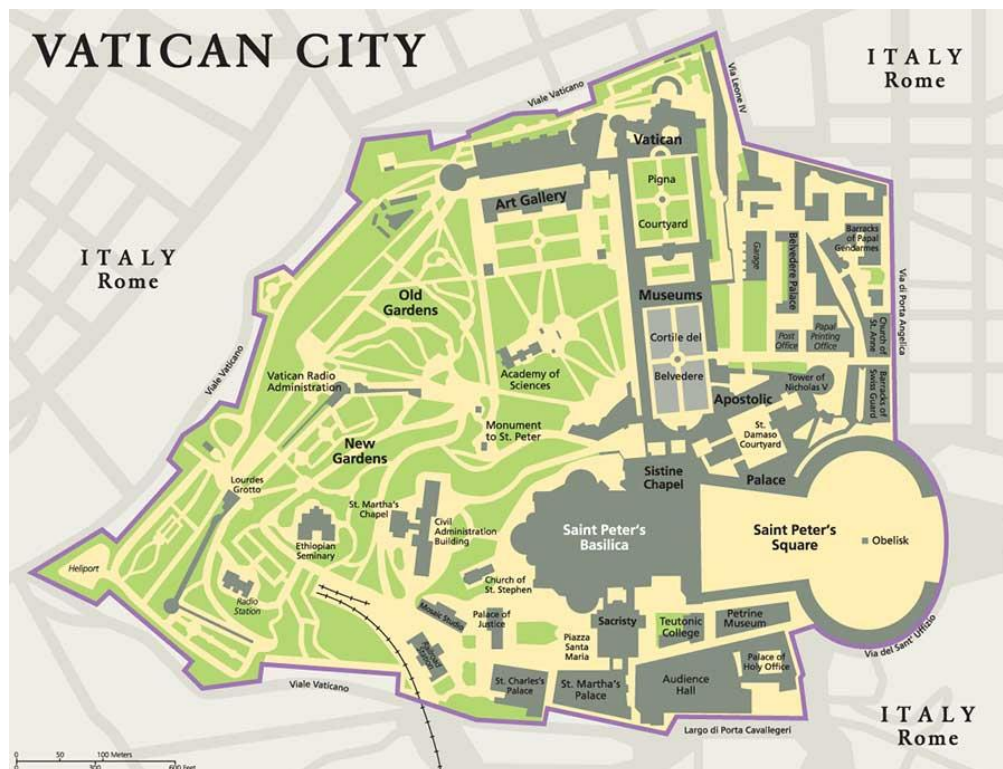 VATICAN CITY
ITALY
Rome
Viale Vaticano
Via Leone IV
Vatican
Pigna
Courtyard
Art Gallery
Barracks
of Papal
Gendarmes
Garage
Belvedere Palace
ITALY
Rome
Via di Porta Angelica
Old
Gardens
Museums
Cortile del
Belvedere
Post
Office
Papal
Printing
Office
Church of
St. Anne
Viale Vaticano
Vatican Radio
Administration
Academy of
Sciences
Apostolic
Tower of
Nicholas V
Barracks of
Swiss Guard
Monument
to St. Peter
New
Gardens
St.
Damaso
Courtyard
Sistine
Chapel
Palace
Lourdes
Grotto
St. Martha's
Chapel
Civil
Administration
Building
Ethiopian
Seminary
Saint Peter's
Basilica
Saint Peter's
Square
Obelisk
Heliport
Radio
Station
Church of
St. Stephen
Mosaic Studio
Palace of
Justice
Sacristy
Teutonic
College
Petrine
Museum
Railroad
Station
Piazza
Santa
Maria
Via del Sant' Uffizio
Palace of
Holy Office
Viale Vaticano
St. Charles's
Palace
St. Martha's
Palace
Audience
Hall
Largo di Porta Cavallegeri
ITALY
Rome
0 50 100 Meters
0 300 600 Feet